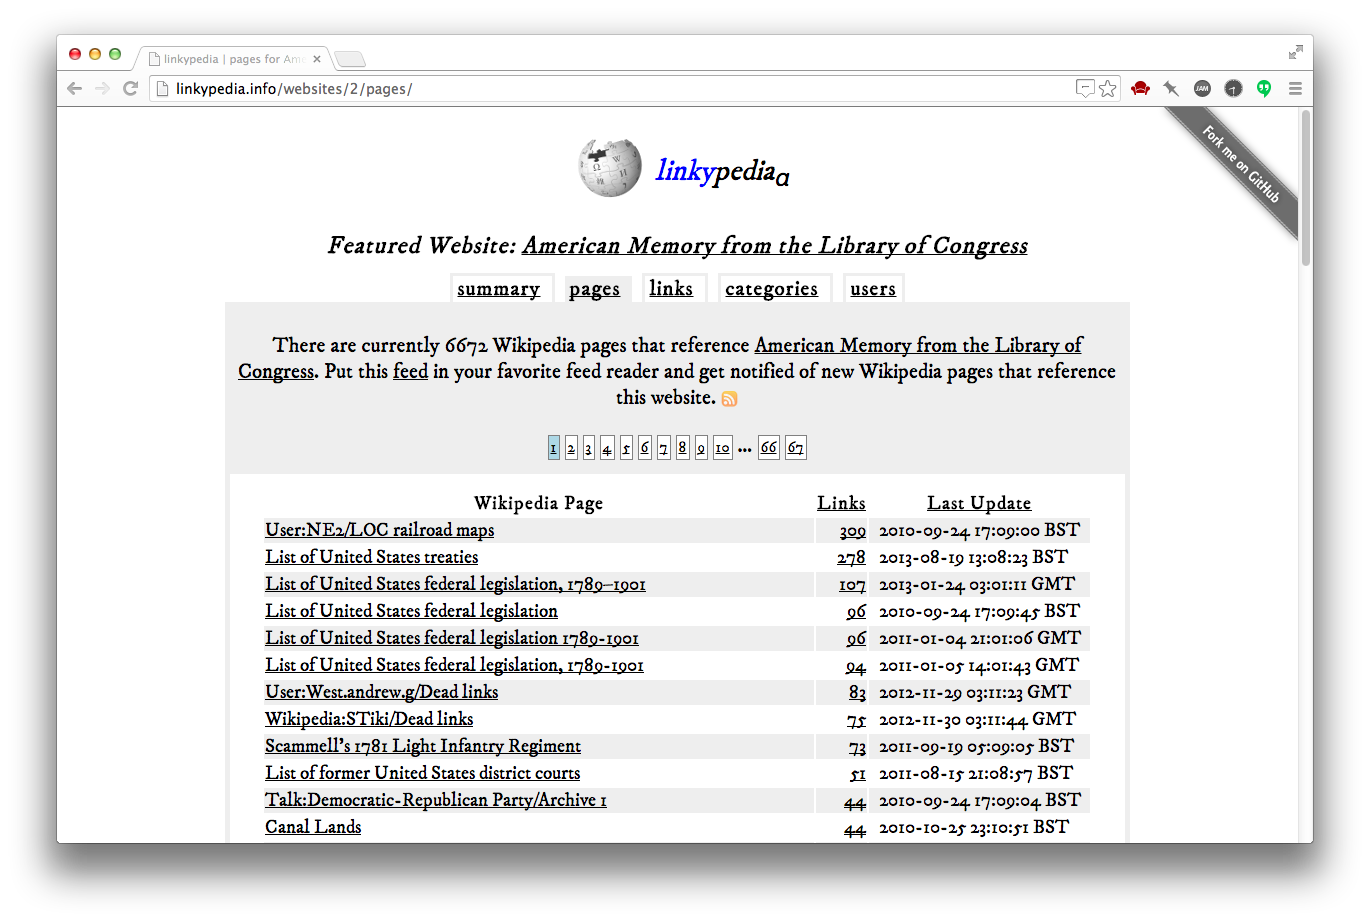 linkypedia | pages for Am
linkypedia.info/websites/2/pages/
JAM
Fork me on GitHub
Ω W
linkypediaα
Featured Website: American Memory from the Library of Congress
summary pages links categories users
There are currently 6672 Wikipedia pages that reference American Memory from the Library of
Congress. Put this feed in your favorite feed reader and get notified of new Wikipedia pages that reference
this website.
1 2 3 4 5 6 7 8 9 10 ... 66 67
Wikipedia Page Links Last Update
User:NE2/LOC railroad maps 309 2010-09-24 17:09:00 BST
List of United States treaties 278 2013-08-19 13:08:23 BST
List of United States federal legislation, 1789–1901 107 2013-01-24 03:01:11 GMT
List of United States federal legislation 96 2010-09-24 17:09:45 BST
List of United States federal legislation 1789-1901 96 2011-01-04 21:01:06 GMT
List of United States federal legislation, 1789-1901 94 2011-01-05 14:01:43 GMT
User:West.andrew.g/Dead links 83 2012-11-29 03:11:23 GMT
Wikipedia:STiki/Dead links 75 2012-11-30 03:11:44 GMT
Scammell's 1781 Light Infantry Regiment 73 2011-09-19 05:09:05 BST
List of former United States district courts 51 2011-08-15 21:08:57 BST
Talk:Democratic-Republican Party/Archive 1 44 2010-09-24 17:09:04 BST
Canal Lands 44 2010-10-25 23:10:51 BST